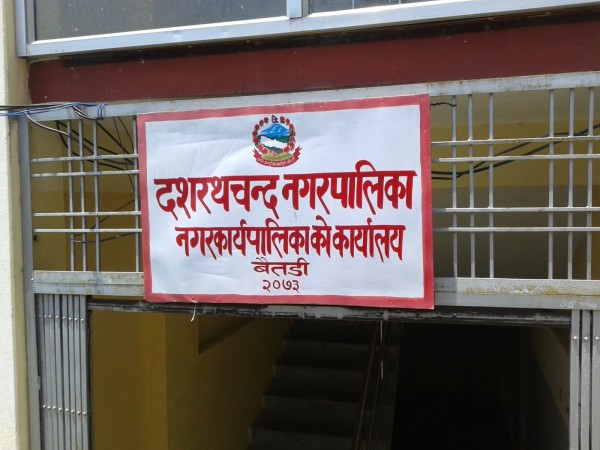 दशरथचन्द नगरपालिका
नगरकार्यपालिकाको कार्यालय
बैतडी
२०७३